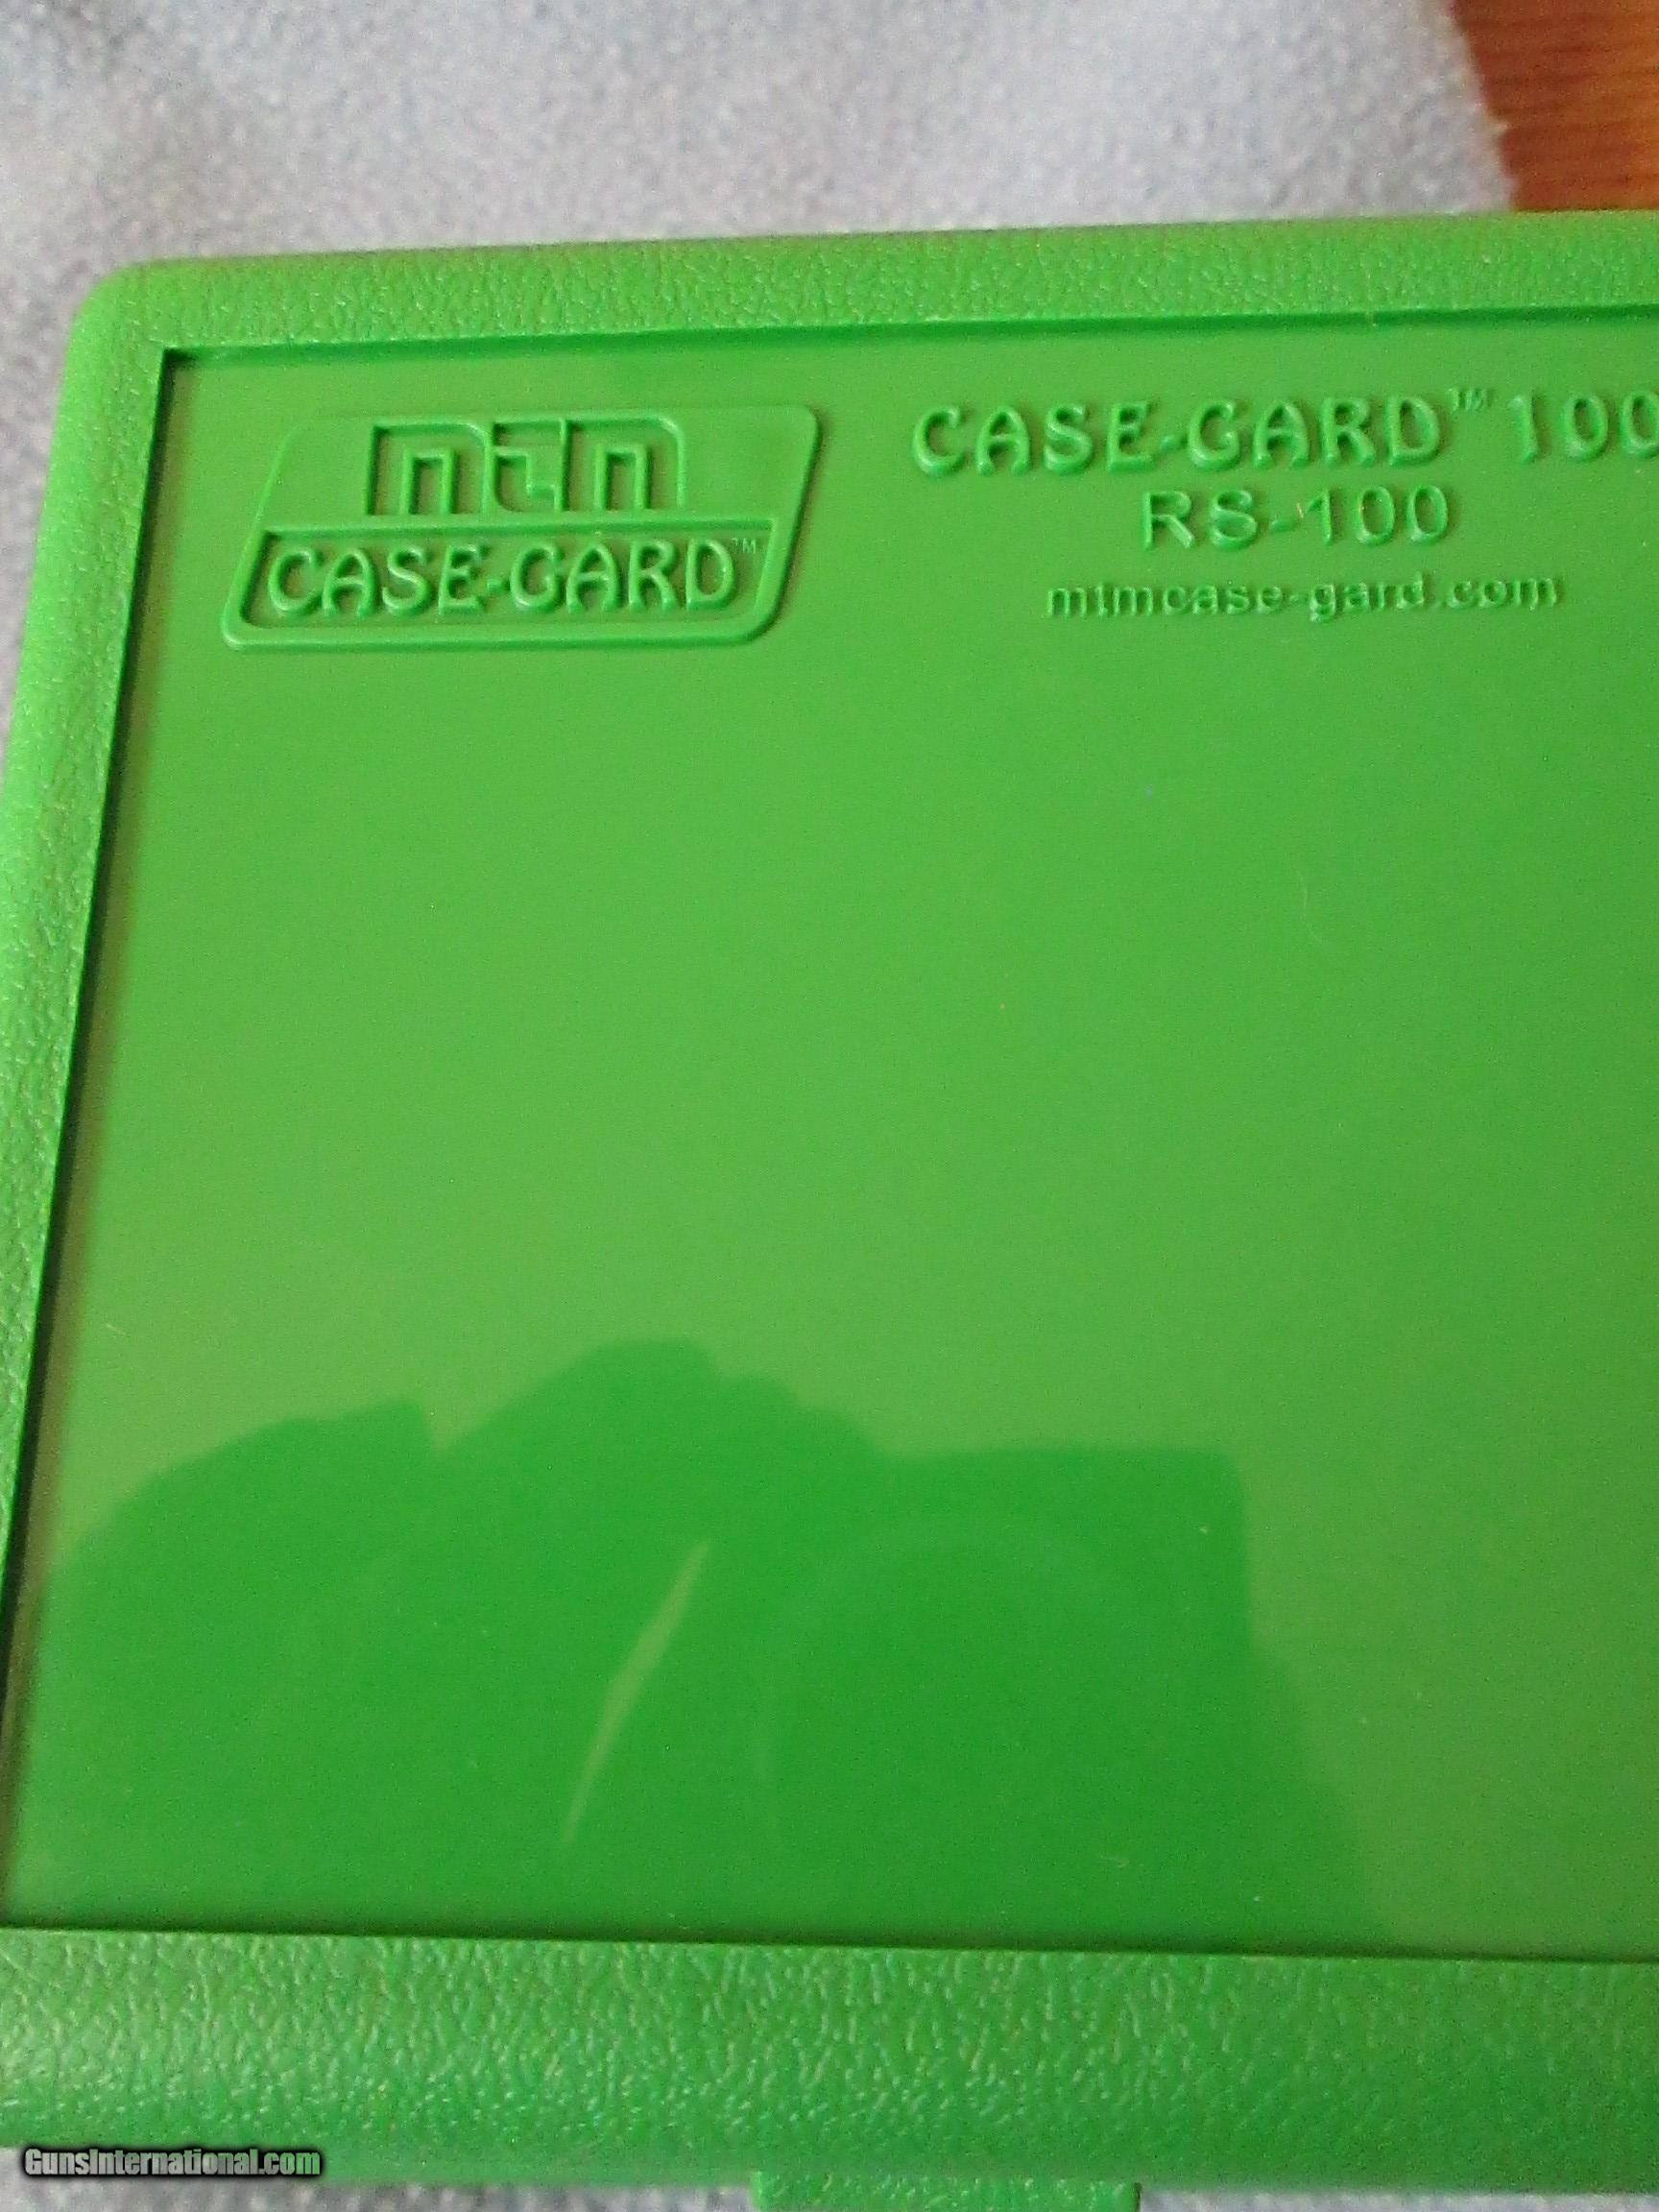 mtm
CASE-GARD™
CASE-GARD™ 100
RS-100
mtmcase-gard.com
GunsInternational.com